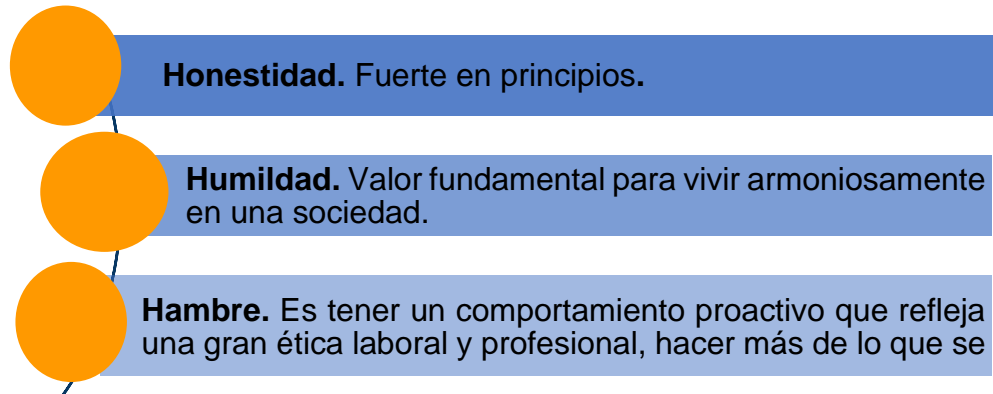 Honestidad. Fuerte en principios.
Humildad. Valor fundamental para vivir armoniosamente
en una sociedad.
Hambre. Es tener un comportamiento proactivo que refleja
una gran ética laboral y profesional, hacer más de lo que se